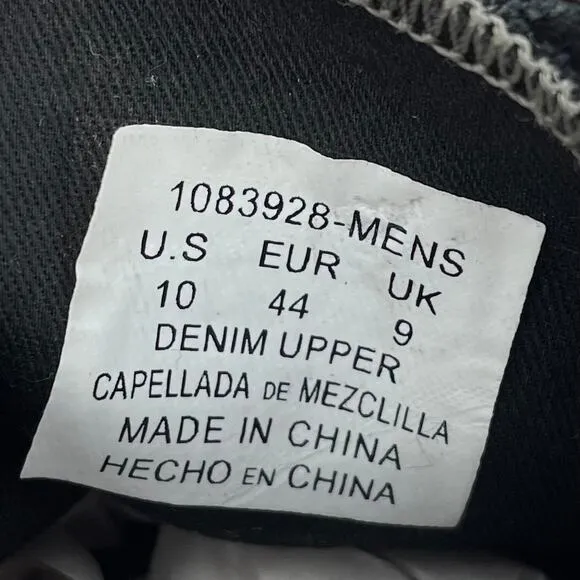 1083928-MENS
U.S EUR UK
10 44 9
DENIM UPPER
CAPELLADA DE MEZCLILLA
MADE IN CHINA
HECHO EN CHINA